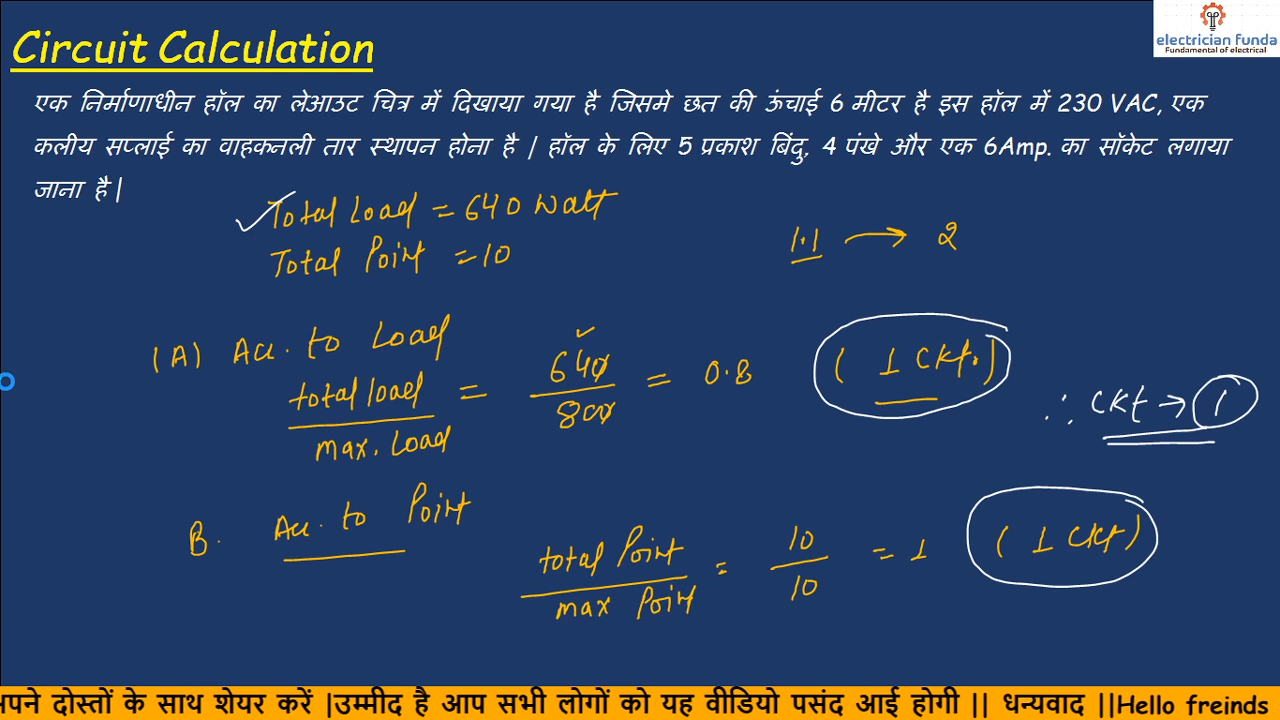 Circuit Calculation
electrician funda
Fundamental of electrical
एक निर्माणाधीन हॉल का लेआउट चित्र में दिखाया गया है जिसमे छत की ऊंचाई 6 मीटर है इस हॉल में 230 VAC, एक
कलीय सप्लाई का वाहकनली तार स्थापन होना है | हॉल के लिए 5 प्रकाश बिंदु, 4 पंखे और एक 6Amp. का सॉकेट लगाया
जाना है|
Total Load = 640 Watt
Total Point = 10
1.1 → 2
(A) Acc. to Load
total load / max. Load = 640 / 800 = 0.8 (1 Ckt.)
∴ Ckt → 1
B. Acc. to Point
total Point / max Point = 10 / 10 = 1 (1 Ckt)
पने दोस्तों के साथ शेयर करें |उम्मीद है आप सभी लोगों को यह वीडियो पसंद आई होगी || धन्यवाद ||Hello freinds